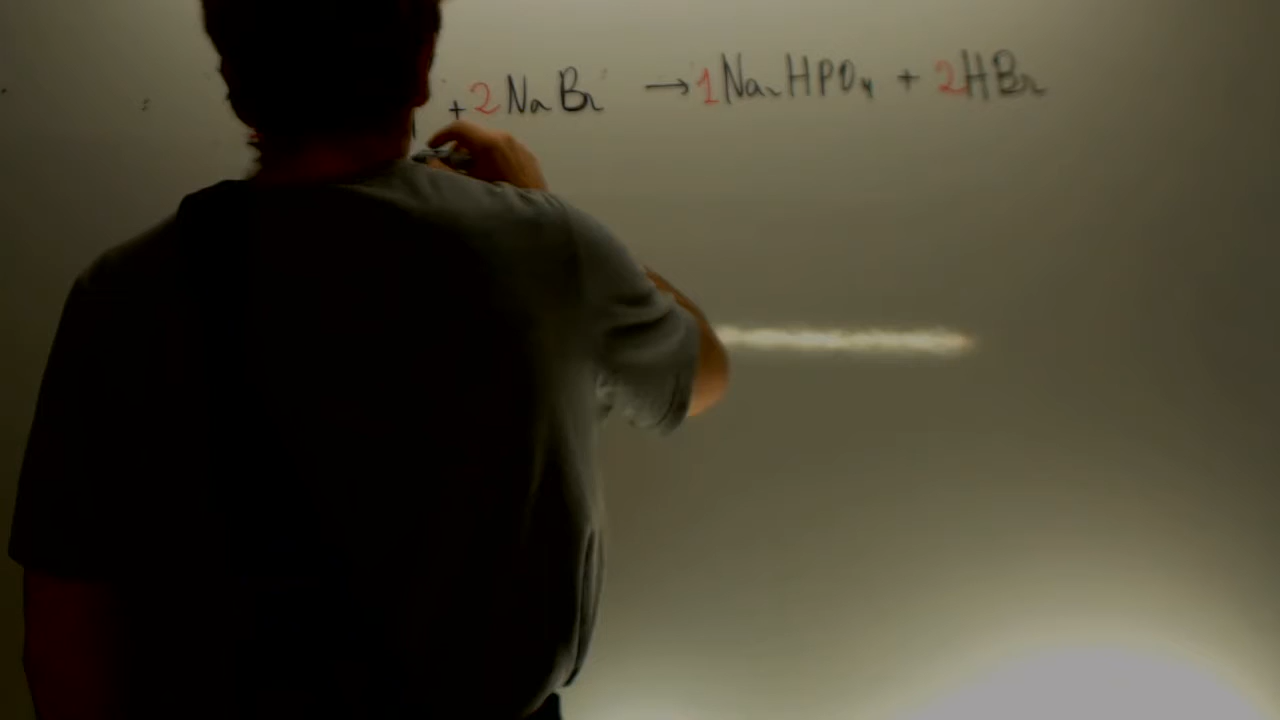 + 2 NaBr → 1 Na₂HPO₄ + 2 HBr